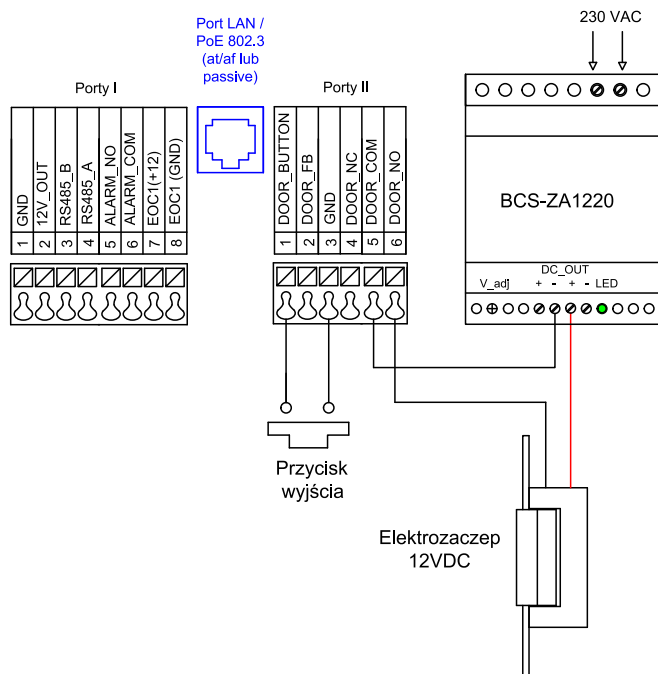 230 VAC
Port LAN /
PoE 802.3
(at/af lub
passive)
Porty I
Porty II
1 GND
2 12V_OUT
3 RS485_B
4 RS485_A
5 ALARM_NO
6 ALARM_COM
7 EOC1(+12)
8 EOC1 (GND)
1 DOOR_BUTTON
2 DOOR_FB
3 GND
4 DOOR_NC
5 DOOR_COM
6 DOOR_NO
BCS-ZA1220
DC_OUT
V_adj + - + - LED
Przycisk
wyjścia
Elektrozaczep
12VDC